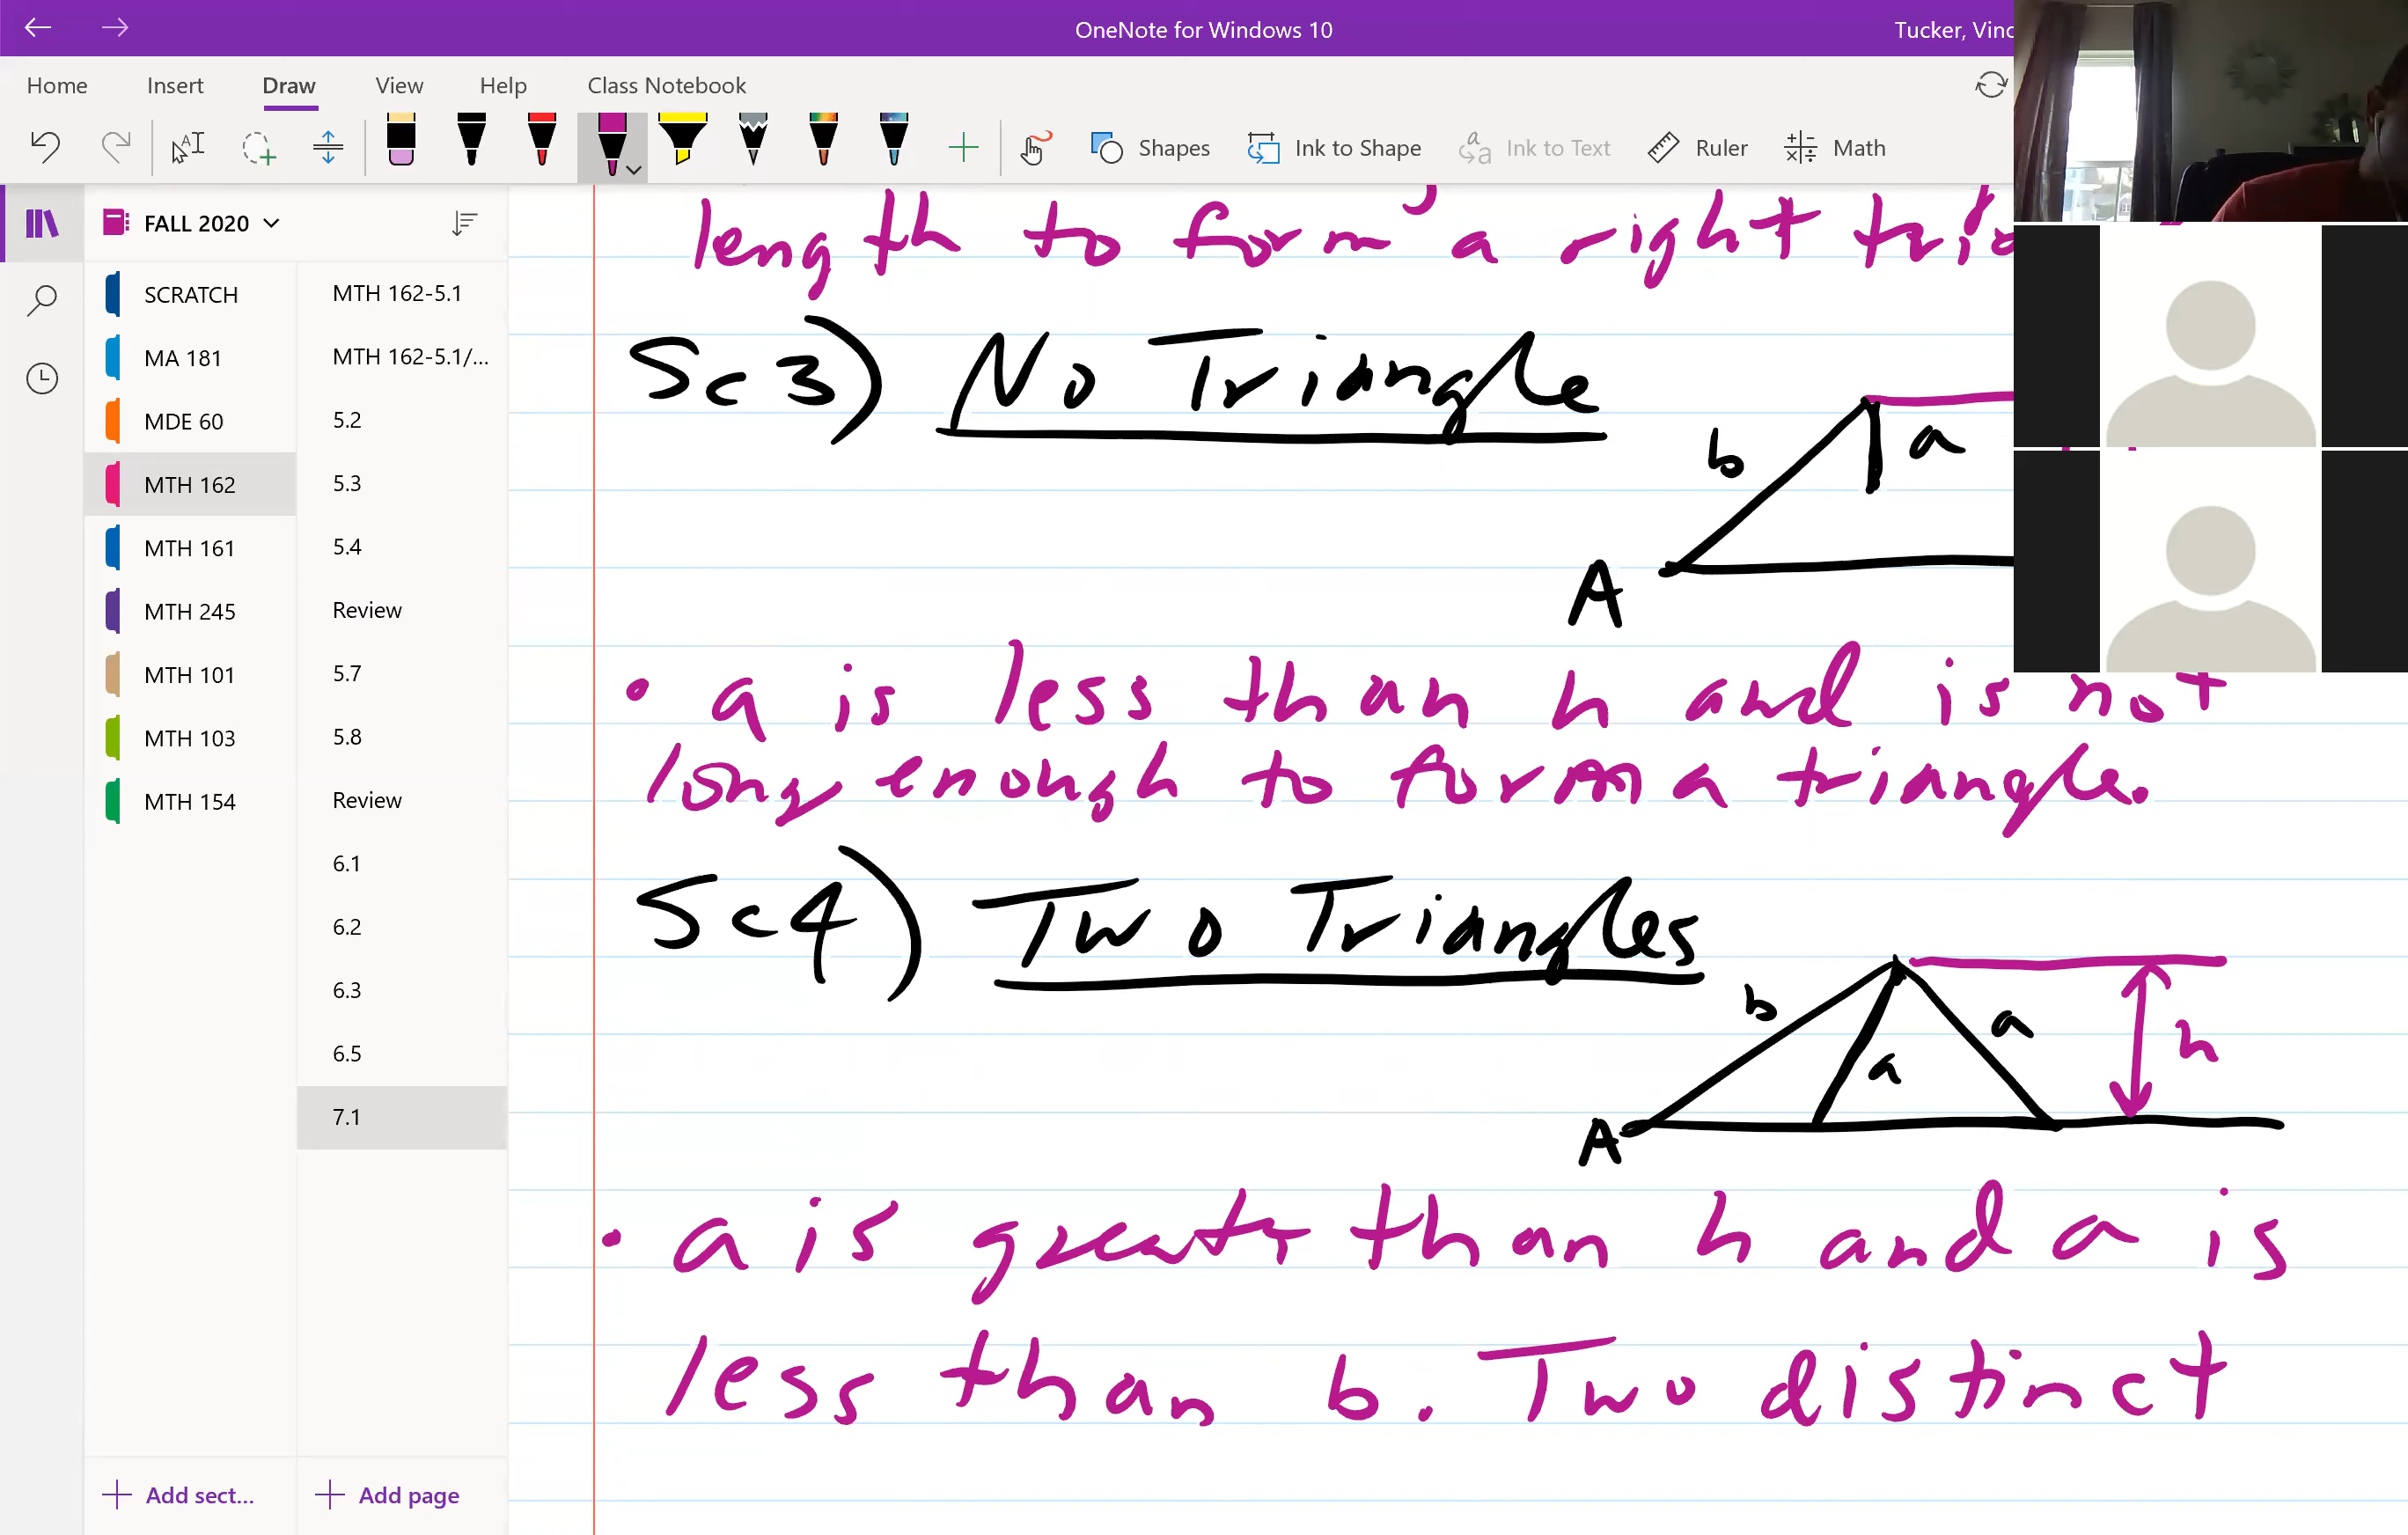 OneNote for Windows 10
Tucker, Vinc
Home Insert Draw View Help Class Notebook
Shapes Ink to Shape Ink to Text Ruler Math
FALL 2020
SCRATCH
MA 181
MDE 60
MTH 162
MTH 161
MTH 245
MTH 101
MTH 103
MTH 154
Add sect...
MTH 162-5.1
MTH 162-5.1/...
5.2
5.3
5.4
Review
5.7
5.8
Review
6.1
6.2
6.3
6.5
7.1
Add page
length to form a right tria
Sc 3) No Triangle
b a
A
• a is less than h and is not
long enough to form a triangle.
Sc 4) Two Triangles
b a a h
A
• a is greater than h and a is
less than b. Two distinct